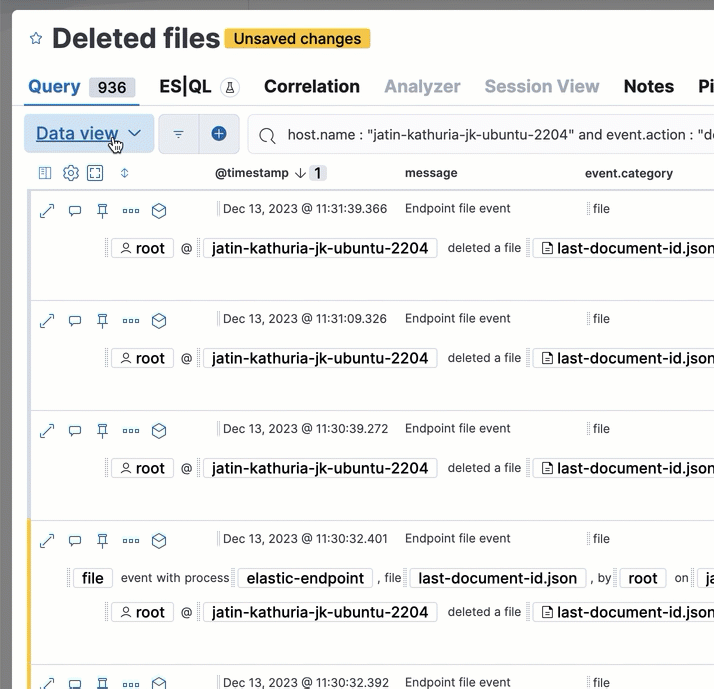 Deleted files Unsaved changes
Query 936 ES|QL Correlation Analyzer Session View Notes Pi
Data view host.name : "jatin-kathuria-jk-ubuntu-2204" and event.action : "de
@timestamp 1 message event.category
Dec 13, 2023 @ 11:31:39.366 Endpoint file event file
root @ jatin-kathuria-jk-ubuntu-2204 deleted a file last-document-id.json
Dec 13, 2023 @ 11:31:09.326 Endpoint file event file
root @ jatin-kathuria-jk-ubuntu-2204 deleted a file last-document-id.json
Dec 13, 2023 @ 11:30:39.272 Endpoint file event file
root @ jatin-kathuria-jk-ubuntu-2204 deleted a file last-document-id.json
Dec 13, 2023 @ 11:30:32.401 Endpoint file event file
file event with process elastic-endpoint , file last-document-id.json , by root on ja
root @ jatin-kathuria-jk-ubuntu-2204 deleted a file last-document-id.json
Dec 13, 2023 @ 11:30:32.392 Endpoint file event file